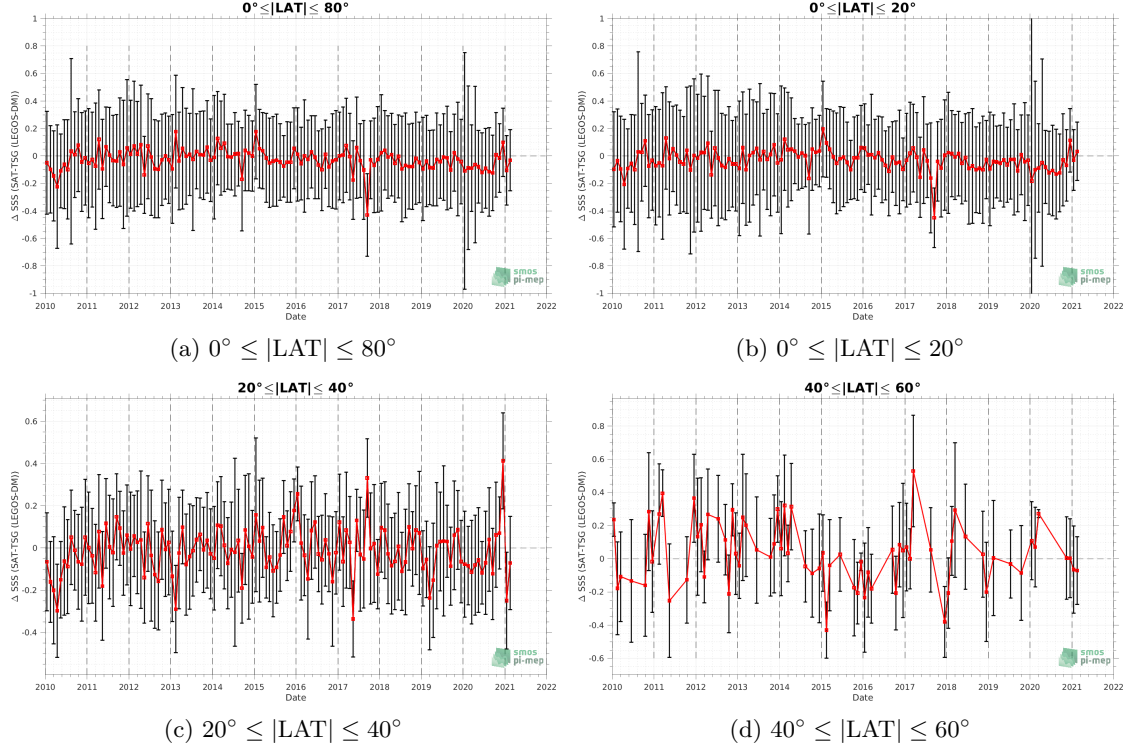 0°≤|LAT|≤ 80°
Δ SSS (SAT-TSG (LEGOS-DM))
1
0.8
0.6
0.4
0.2
0
-0.2
-0.4
-0.6
-0.8
-1
2010 2011 2012 2013 2014 2015 2016 2017 2018 2019 2020 2021 2022
Date
smos
pi-mep
(a) 0° ≤ |LAT| ≤ 80°
0°≤|LAT|≤ 20°
Δ SSS (SAT-TSG (LEGOS-DM))
1
0.8
0.6
0.4
0.2
0
-0.2
-0.4
-0.6
-0.8
-1
2010 2011 2012 2013 2014 2015 2016 2017 2018 2019 2020 2021 2022
Date
smos
pi-mep
(b) 0° ≤ |LAT| ≤ 20°
20°≤|LAT|≤ 40°
Δ SSS (SAT-TSG (LEGOS-DM))
0.6
0.4
0.2
0
-0.2
-0.4
2010 2011 2012 2013 2014 2015 2016 2017 2018 2019 2020 2021 2022
Date
smos
pi-mep
(c) 20° ≤ |LAT| ≤ 40°
40°≤|LAT|≤ 60°
Δ SSS (SAT-TSG (LEGOS-DM))
0.8
0.6
0.4
0.2
0
-0.2
-0.4
-0.6
2010 2011 2012 2013 2014 2015 2016 2017 2018 2019 2020 2021 2022
Date
smos
pi-mep
(d) 40° ≤ |LAT| ≤ 60°